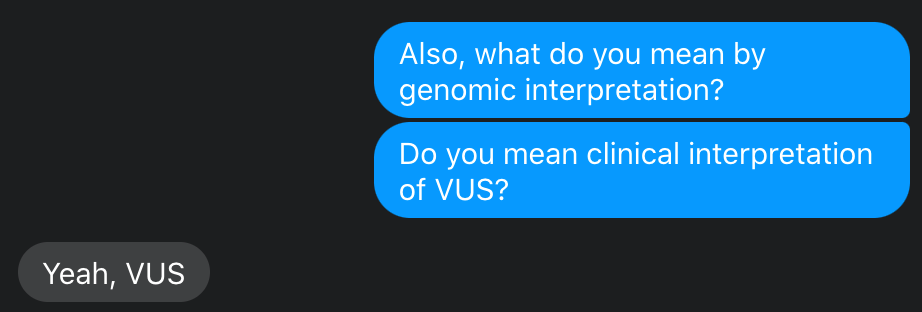 Also, what do you mean by
genomic interpretation?
Do you mean clinical interpretation
of VUS?
Yeah, VUS